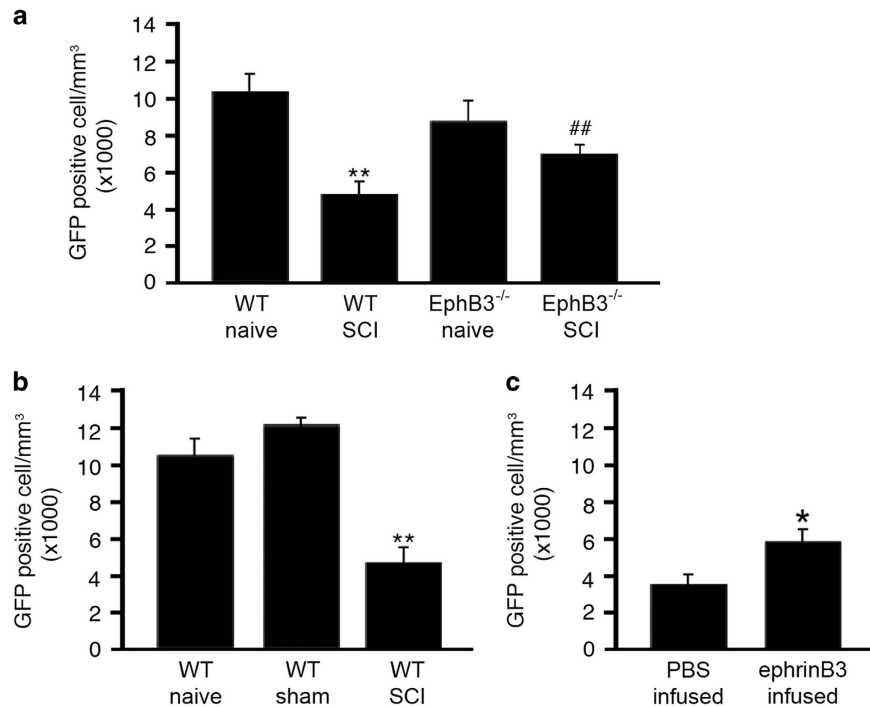 a
GFP positive cell/mm³
(x1000)
14
12
10
8
6
4
2
0
**
##
WT
naive
WT
SCI
EphB3-/-
naive
EphB3-/-
SCI
b
GFP positive cell/mm³
(x1000)
14
12
10
8
6
4
2
0
**
WT
naive
WT
sham
WT
SCI
c
GFP positive cell/mm³
(x1000)
14
12
10
8
6
4
2
0
*
PBS
infused
ephrinB3
infused